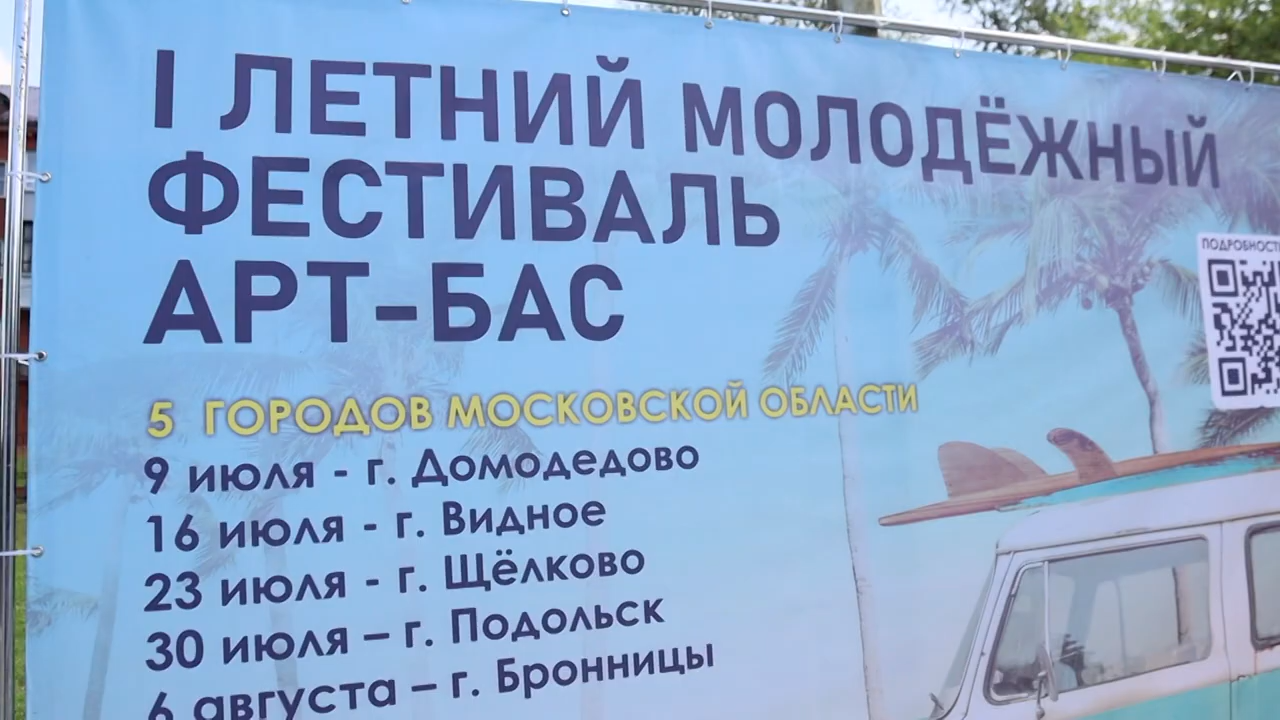 I ЛЕТНИЙ МОЛОДЁЖНЫЙ
ФЕСТИВАЛЬ
АРТ-БАС
ПОДРОБНОСТИ
5 ГОРОДОВ МОСКОВСКОЙ ОБЛАСТИ
9 июля - г. Домодедово
16 июля - г. Видное
23 июля - г. Щёлково
30 июля – г. Подольск
6 августа – г. Бронницы